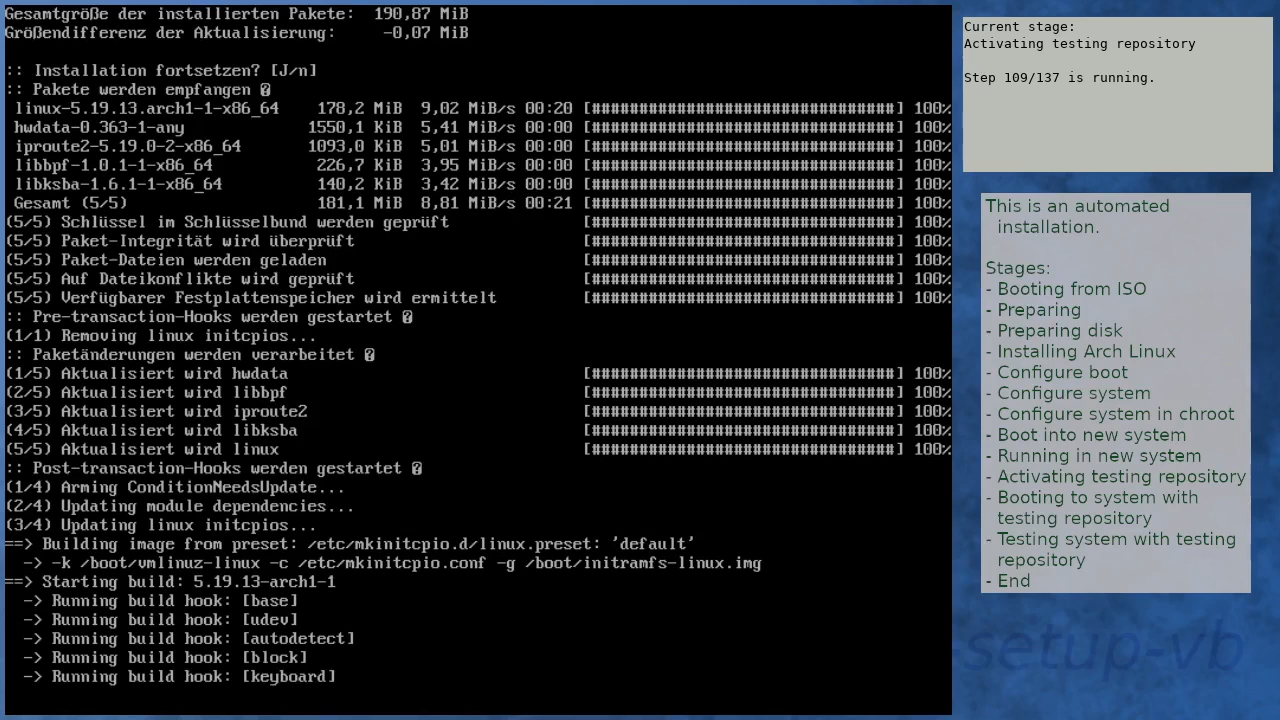 Gesamtgröße der installierten Pakete:  190,87 MiB
Größendifferenz der Aktualisierung:     -0,07 MiB
:: Installation fortsetzen? [J/n]
:: Pakete werden empfangen �
linux-5.19.13.arch1-1-x86_64    178,2 MiB  9,02 MiB/s 00:20 [################################] 100%
hwdata-0.363-1-any             1550,1 KiB  5,41 MiB/s 00:00 [################################] 100%
iproute2-5.19.0-2-x86_64       1093,0 KiB  5,01 MiB/s 00:00 [################################] 100%
libbpf-1.0.1-1-x86_64           226,7 KiB  3,95 MiB/s 00:00 [################################] 100%
libksba-1.6.1-1-x86_64          140,2 KiB  3,42 MiB/s 00:00 [################################] 100%
Gesamt (5/5)                    181,1 MiB  8,81 MiB/s 00:21 [################################] 100%
(5/5) Schlüssel im Schlüsselbund werden geprüft              [################################] 100%
(5/5) Paket-Integrität wird überprüft                        [################################] 100%
(5/5) Paket-Dateien werden geladen                           [################################] 100%
(5/5) Auf Dateikonflikte wird geprüft                        [################################] 100%
(5/5) Verfügbarer Festplattenspeicher wird ermittelt         [################################] 100%
:: Pre-transaction-Hooks werden gestartet �
(1/1) Removing linux initcpios...
:: Paketänderungen werden verarbeitet �
(1/5) Aktualisiert wird hwdata                               [################################] 100%
(2/5) Aktualisiert wird libbpf                               [################################] 100%
(3/5) Aktualisiert wird iproute2                             [################################] 100%
(4/5) Aktualisiert wird libksba                              [################################] 100%
(5/5) Aktualisiert wird linux                                [################################] 100%
:: Post-transaction-Hooks werden gestartet �
(1/4) Arming ConditionNeedsUpdate...
(2/4) Updating module dependencies...
(3/4) Updating linux initcpios...
==> Building image from preset: /etc/mkinitcpio.d/linux.preset: 'default'
-> -k /boot/vmlinuz-linux -c /etc/mkinitcpio.conf -g /boot/initramfs-linux.img
==> Starting build: 5.19.13-arch1-1
-> Running build hook: [base]
-> Running build hook: [udev]
-> Running build hook: [autodetect]
-> Running build hook: [block]
-> Running build hook: [keyboard]
Current stage:
Activating testing repository
Step 109/137 is running.
This is an automated
installation.
Stages:
- Booting from ISO
- Preparing
- Preparing disk
- Installing Arch Linux
- Configure boot
- Configure system
- Configure system in chroot
- Boot into new system
- Running in new system
- Activating testing repository
- Booting to system with
testing repository
- Testing system with testing
repository
- End
-setup-vb